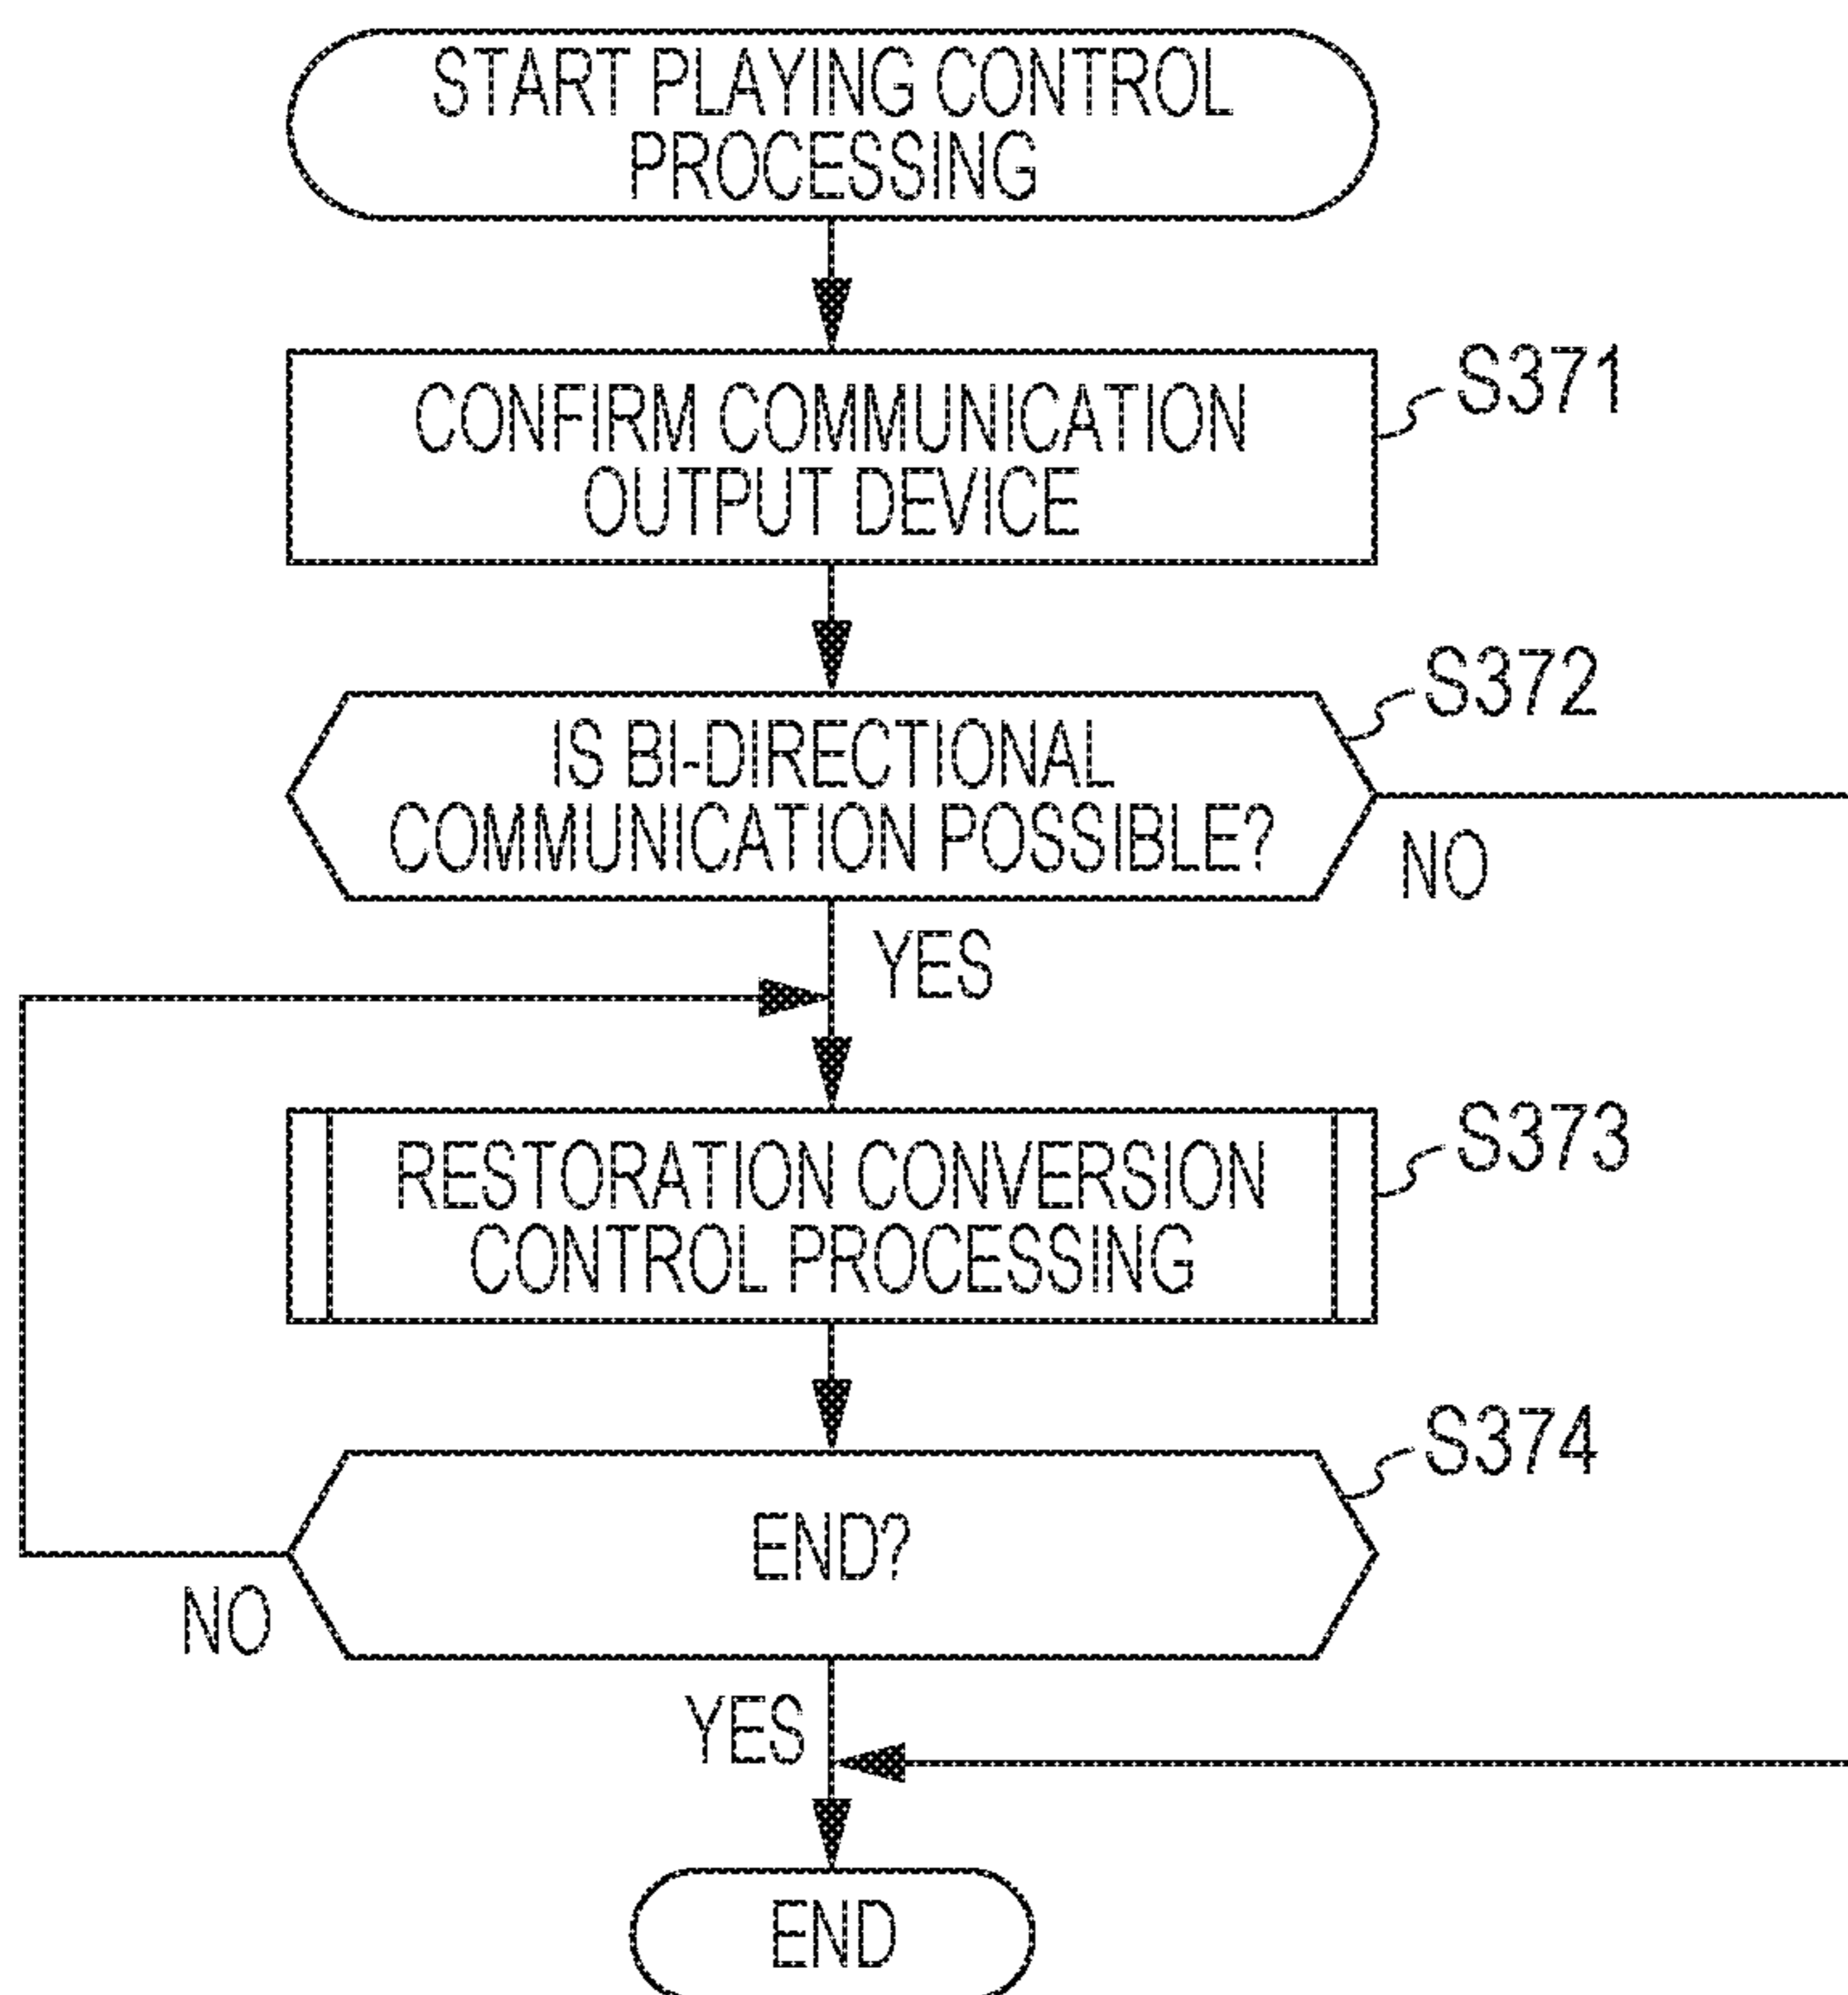 START PLAYING CONTROL
PROCESSING
CONFIRM COMMUNICATION
OUTPUT DEVICE
S371
IS BI-DIRECTIONAL
COMMUNICATION POSSIBLE?
S372
NO
YES
RESTORATION CONVERSION
CONTROL PROCESSING
S373
END?
S374
NO
YES
END